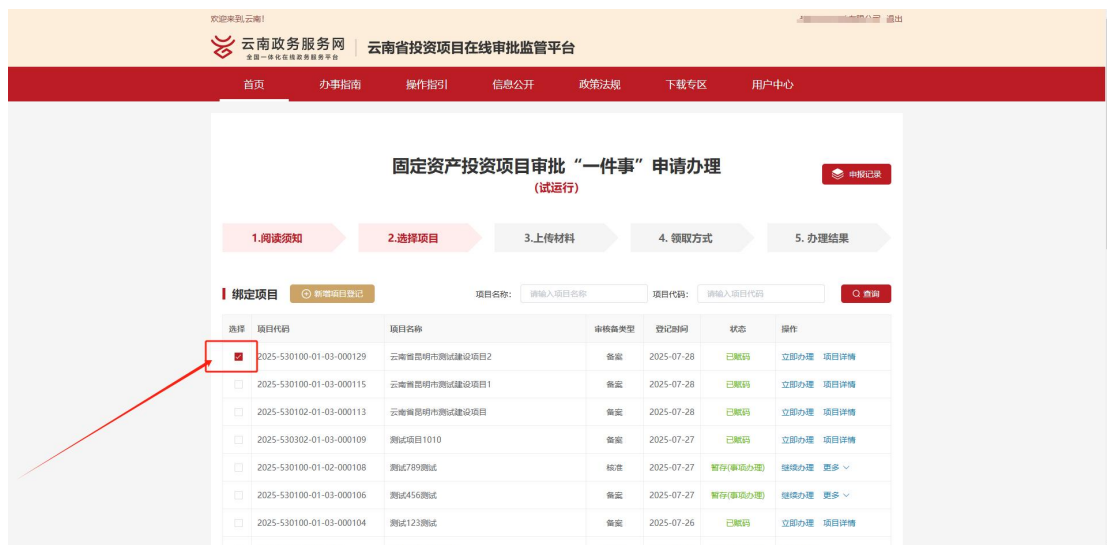 欢迎来到,云南!
有限公司 退出
云南政务服务网 云南省投资项目在线审批监管平台
全国一体化在线政务服务平台
首页 办事指南 操作指引 信息公开 政策法规 下载专区 用户中心
固定资产投资项目审批“一件事”申请办理
(试运行)
申报记录
1.阅读须知 2.选择项目 3.上传材料 4. 领取方式 5. 办理结果
绑定项目 新增项目登记 项目名称: 请输入项目名称 项目代码: 请输入项目代码 查询
选择 项目代码 项目名称 审核备类型 登记时间 状态 操作
2025-530100-01-03-000129 云南省昆明市测试建设项目2 备案 2025-07-28 已赋码 立即办理 项目详情
2025-530100-01-03-000115 云南省昆明市测试建设项目1 备案 2025-07-28 已赋码 立即办理 项目详情
2025-530102-01-03-000113 云南省昆明市测试建设项目 备案 2025-07-28 已赋码 立即办理 项目详情
2025-530302-01-03-000109 测试项目1010 备案 2025-07-27 已赋码 立即办理 项目详情
2025-530100-01-02-000108 测试789测试 核准 2025-07-27 暂存(事项办理) 继续办理 更多
2025-530100-01-03-000106 测试456测试 备案 2025-07-27 暂存(事项办理) 继续办理 更多
2025-530100-01-03-000104 测试123测试 备案 2025-07-26 已赋码 立即办理 项目详情